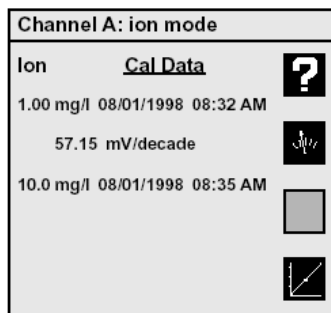 Channel A: ion mode
Ion Cal Data
1.00 mg/l 08/01/1998 08:32 AM
57.15 mV/decade
10.0 mg/l 08/01/1998 08:35 AM
?